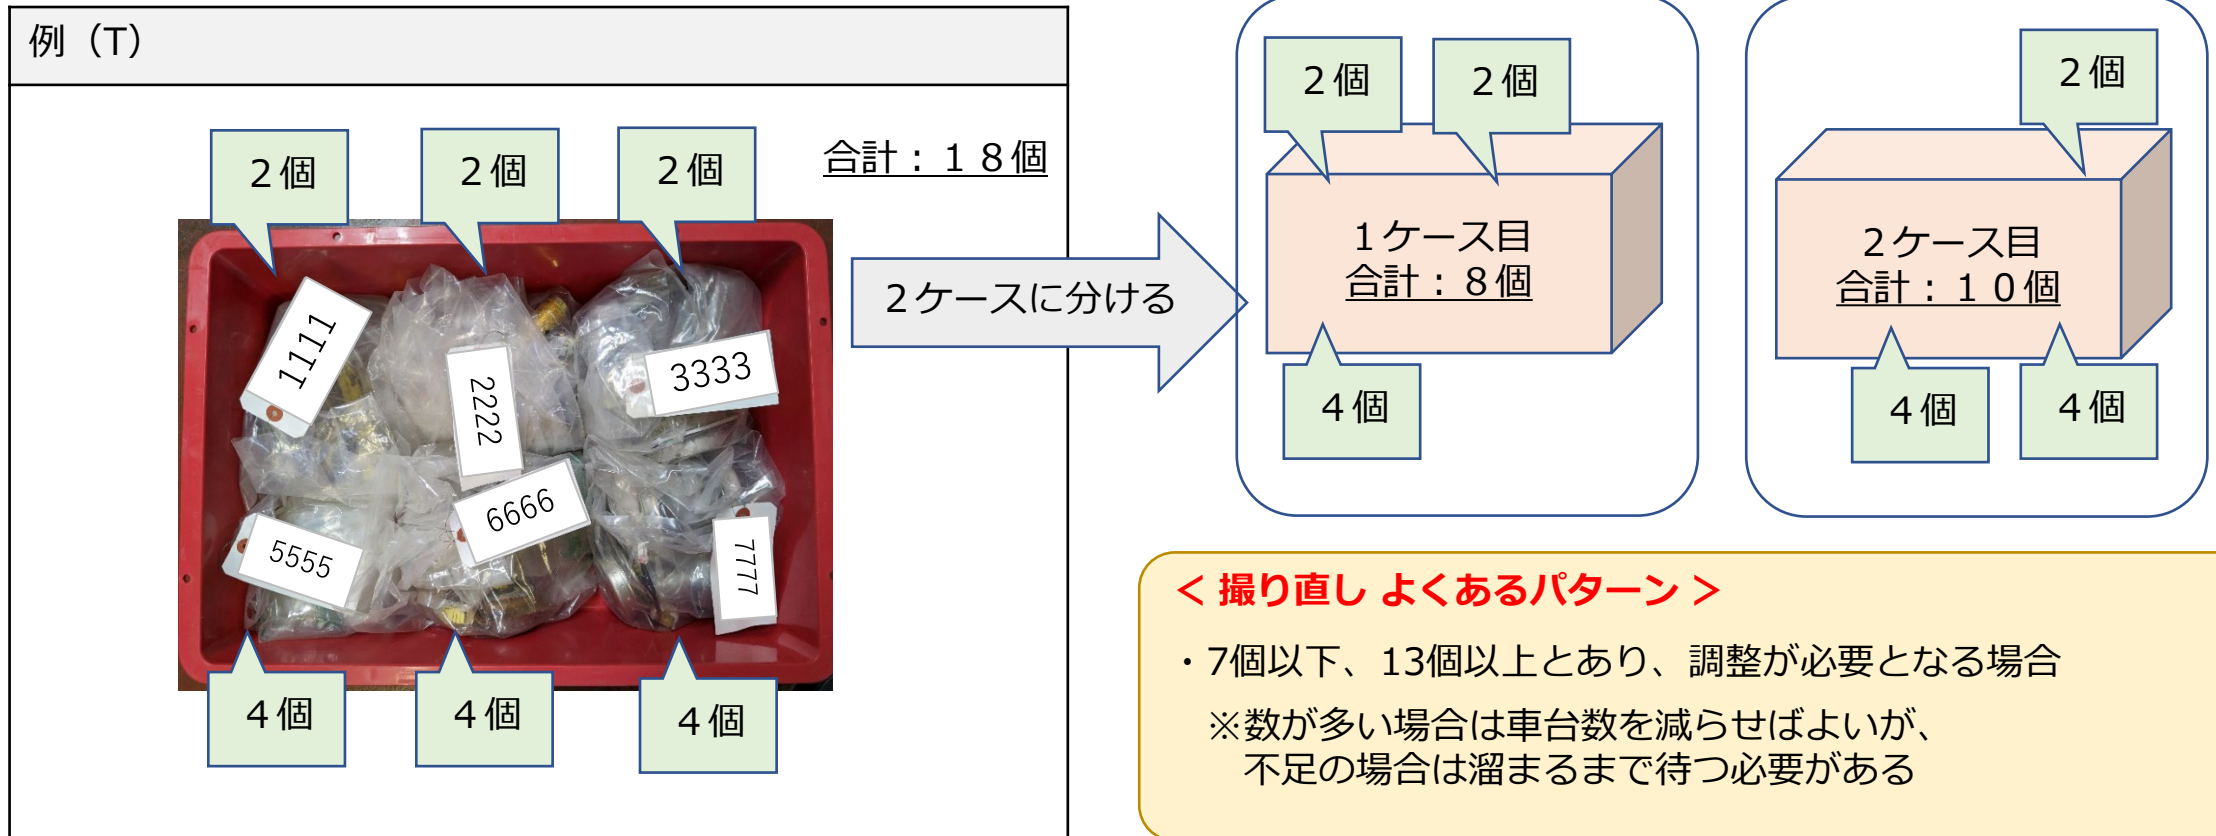 例（T）
２個
２個
２個
合計：１８個
1111
2222
3333
5555
6666
7777
４個
４個
４個
２ケースに分ける
２個
２個
１ケース目
合計：８個
４個
２個
２ケース目
合計：１０個
４個
４個
＜ 撮り直し よくあるパターン ＞
・7個以下、13個以上とあり、調整が必要となる場合
※数が多い場合は車台数を減らせばよいが、
不足の場合は溜まるまで待つ必要がある